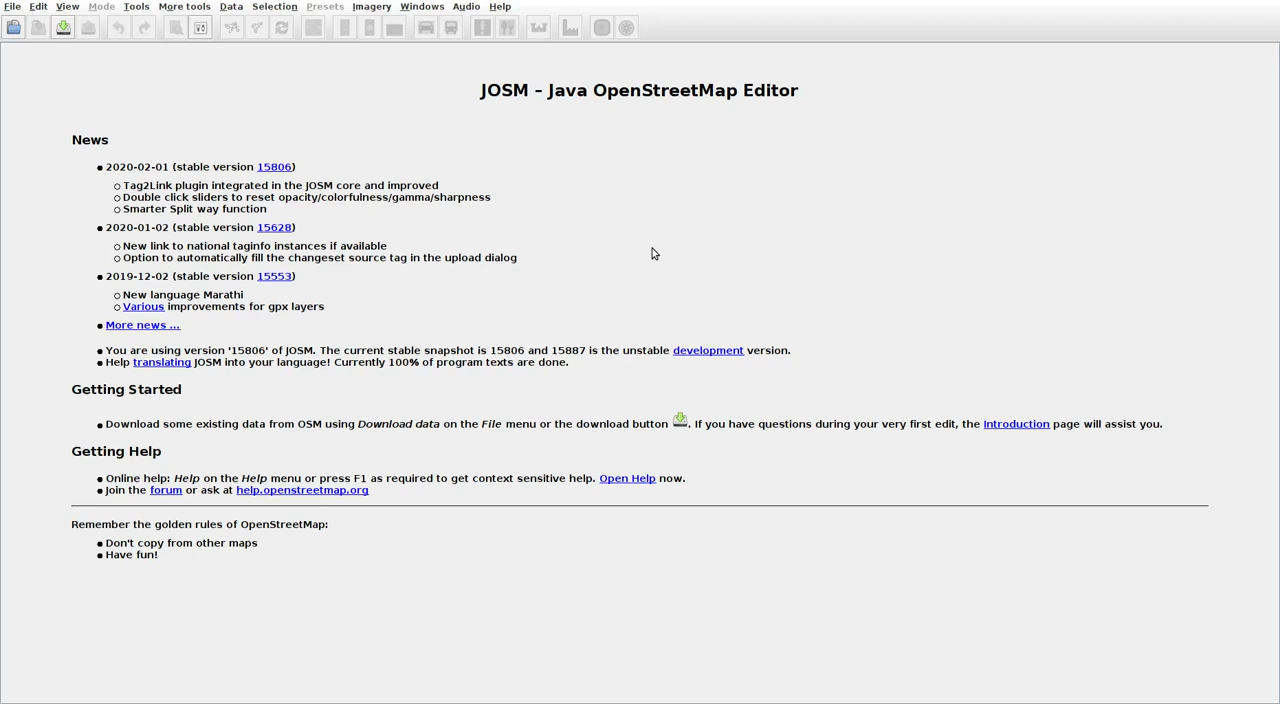 File Edit View Mode Tools More tools Data Selection Presets Imagery Windows Audio Help
JOSM – Java OpenStreetMap Editor
News
2020-02-01 (stable version 15806)
Tag2Link plugin integrated in the JOSM core and improved
Double click sliders to reset opacity/colorfulness/gamma/sharpness
Smarter Split way function
2020-01-02 (stable version 15628)
New link to national taginfo instances if available
Option to automatically fill the changeset source tag in the upload dialog
2019-12-02 (stable version 15553)
New language Marathi
Various improvements for gpx layers
More news ...
You are using version '15806' of JOSM. The current stable snapshot is 15806 and 15887 is the unstable development version.
Help translating JOSM into your language! Currently 100% of program texts are done.
Getting Started
Download some existing data from OSM using Download data on the File menu or the download button . If you have questions during your very first edit, the Introduction page will assist you.
Getting Help
Online help: Help on the Help menu or press F1 as required to get context sensitive help. Open Help now.
Join the forum or ask at help.openstreetmap.org
Remember the golden rules of OpenStreetMap:
Don't copy from other maps
Have fun!